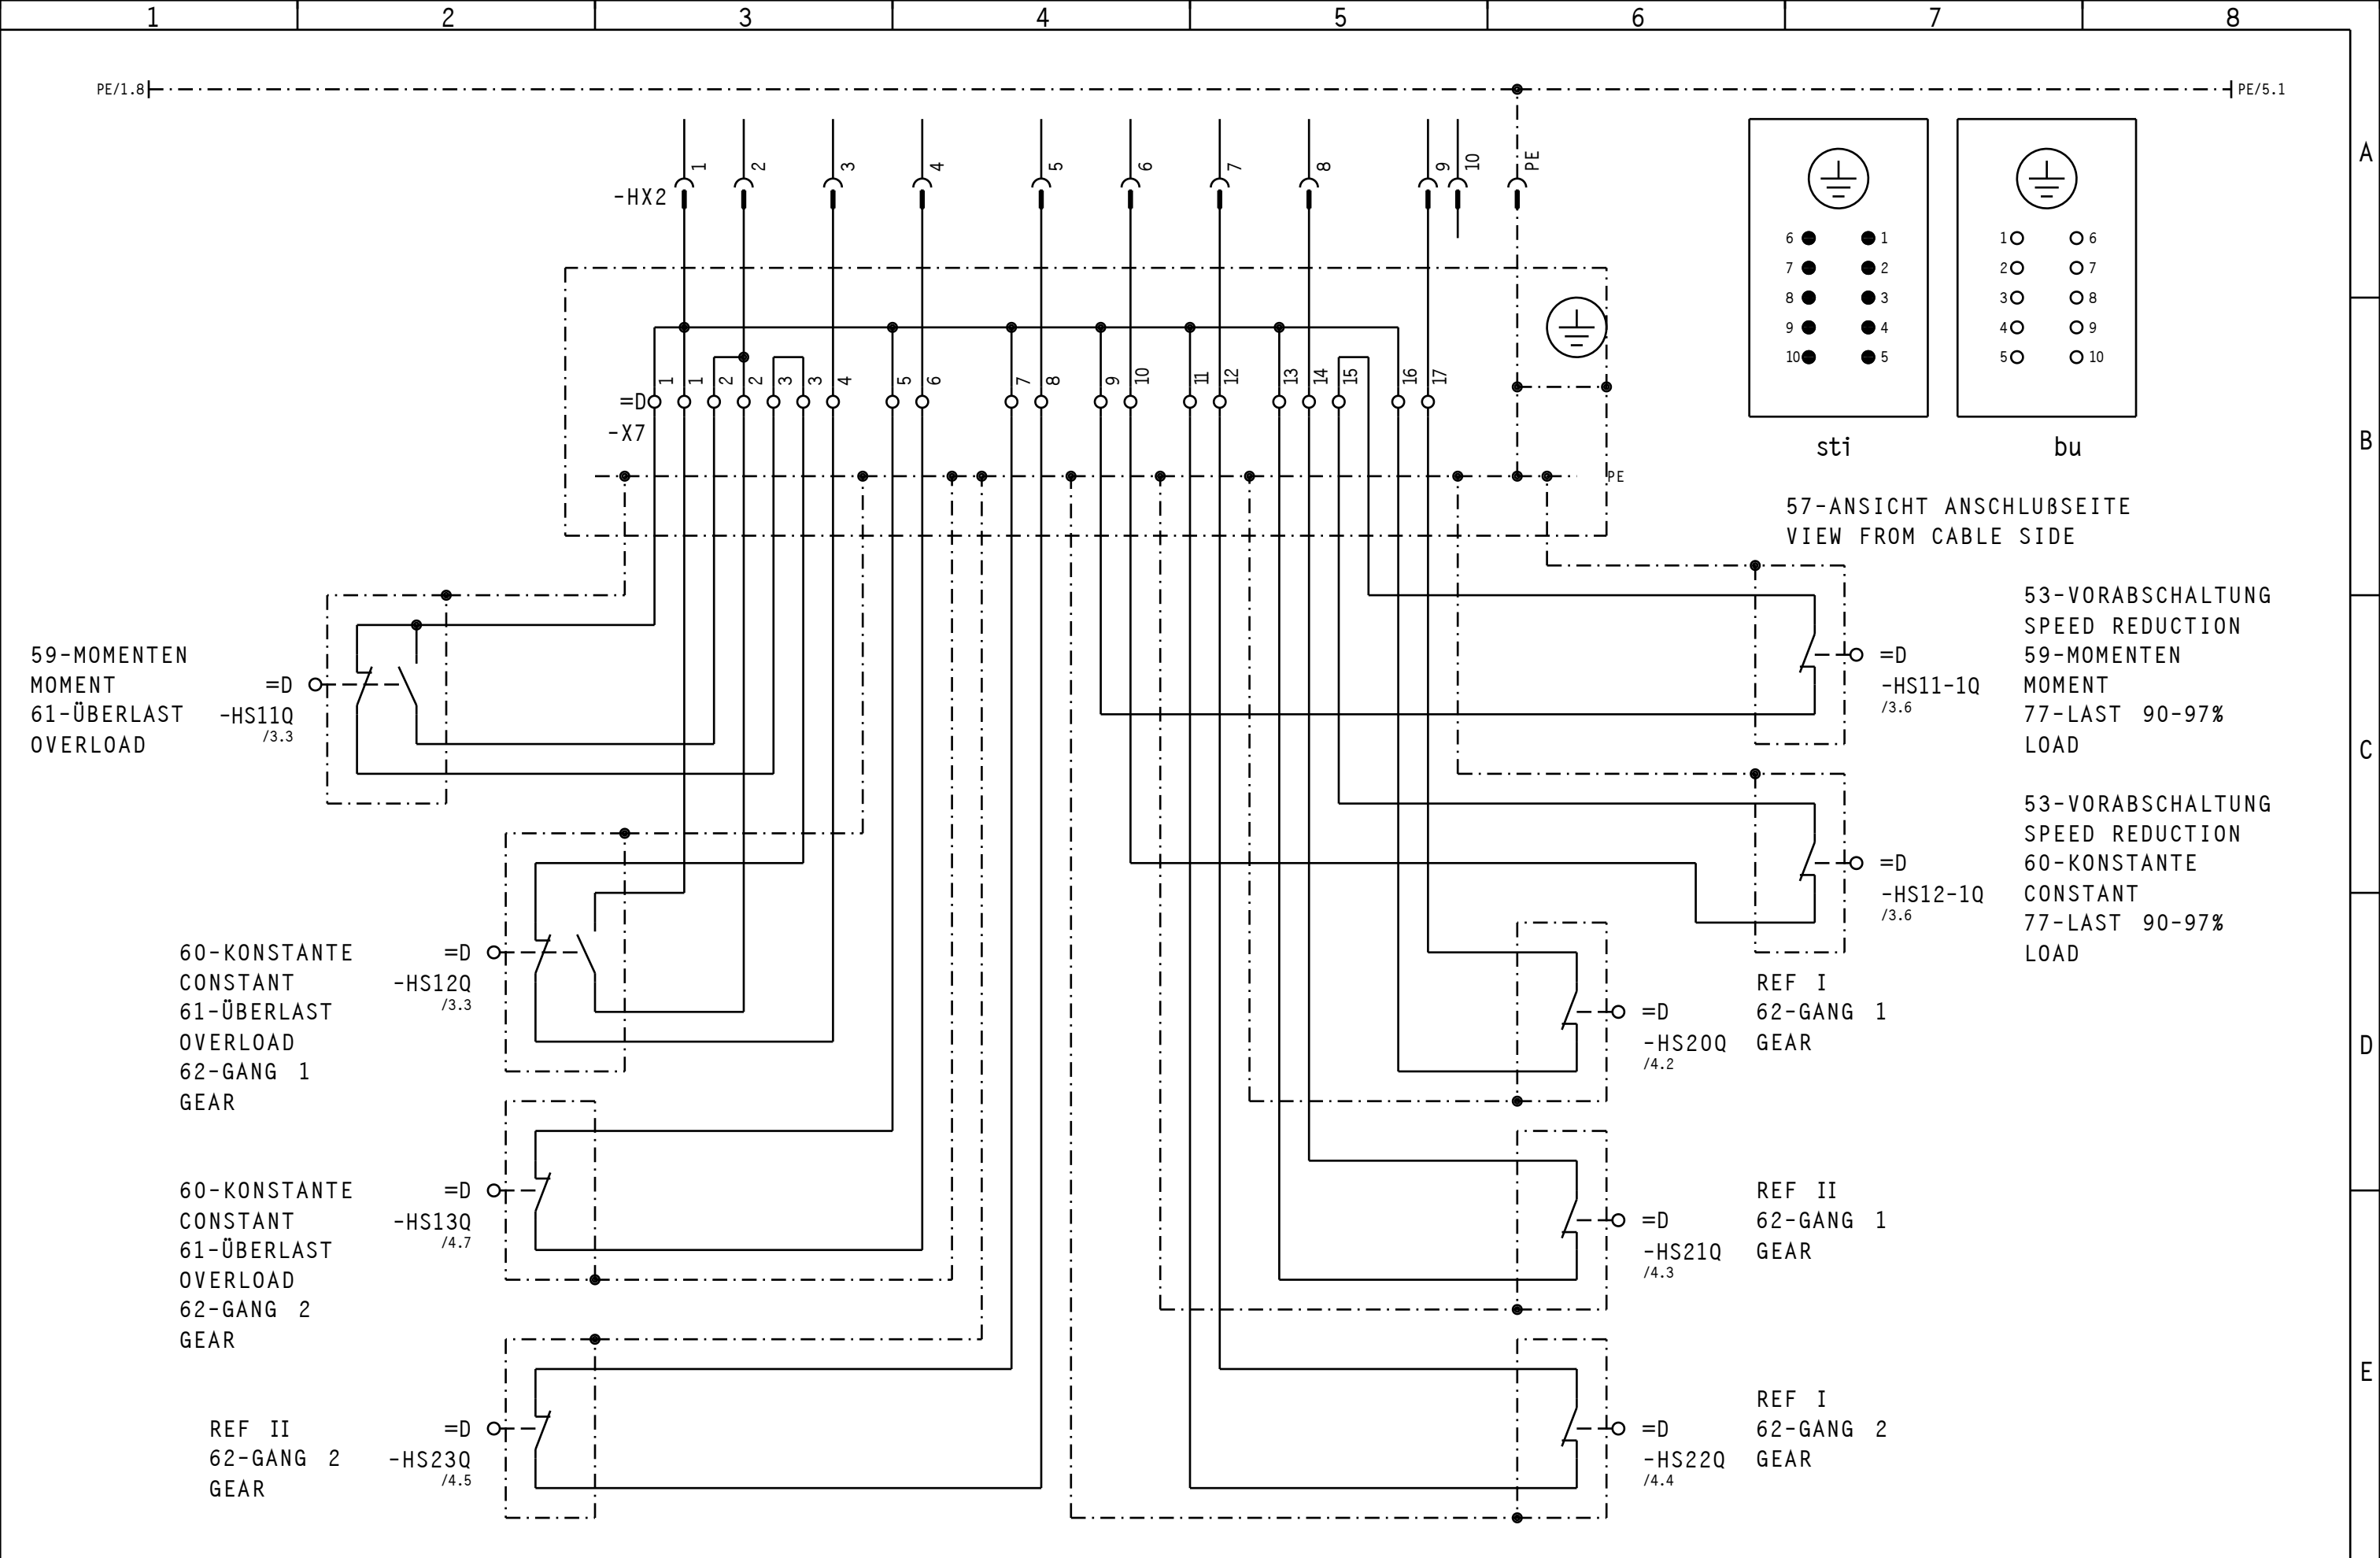 1 2 3 4 5 6 7 8
A
B
C
D
E
PE/1.8
PE/5.1
-HX2
1 2 3 4 5 6 7 8 9 10 PE
=D
-X7
1 1 2 2 3 3 4 5 6 7 8 9 10 11 12 13 14 15 16 17
PE
6 1
7 2
8 3
9 4
10 5
sti
1 6
2 7
3 8
4 9
5 10
bu
57-ANSICHT ANSCHLUßSEITE
VIEW FROM CABLE SIDE
59-MOMENTEN
MOMENT
61-ÜBERLAST
OVERLOAD
=D
-HS11Q
/3.3
=D
-HS11-1Q
/3.6
53-VORABSCHALTUNG
SPEED REDUCTION
59-MOMENTEN
MOMENT
77-LAST 90-97%
LOAD
60-KONSTANTE
CONSTANT
61-ÜBERLAST
OVERLOAD
62-GANG 1
GEAR
=D
-HS12Q
/3.3
=D
-HS12-1Q
/3.6
53-VORABSCHALTUNG
SPEED REDUCTION
60-KONSTANTE
CONSTANT
77-LAST 90-97%
LOAD
=D
-HS20Q
/4.2
REF I
62-GANG 1
GEAR
60-KONSTANTE
CONSTANT
61-ÜBERLAST
OVERLOAD
62-GANG 2
GEAR
=D
-HS13Q
/4.7
=D
-HS21Q
/4.3
REF II
62-GANG 1
GEAR
REF II
62-GANG 2
GEAR
=D
-HS23Q
/4.5
=D
-HS22Q
/4.4
REF I
62-GANG 2
GEAR